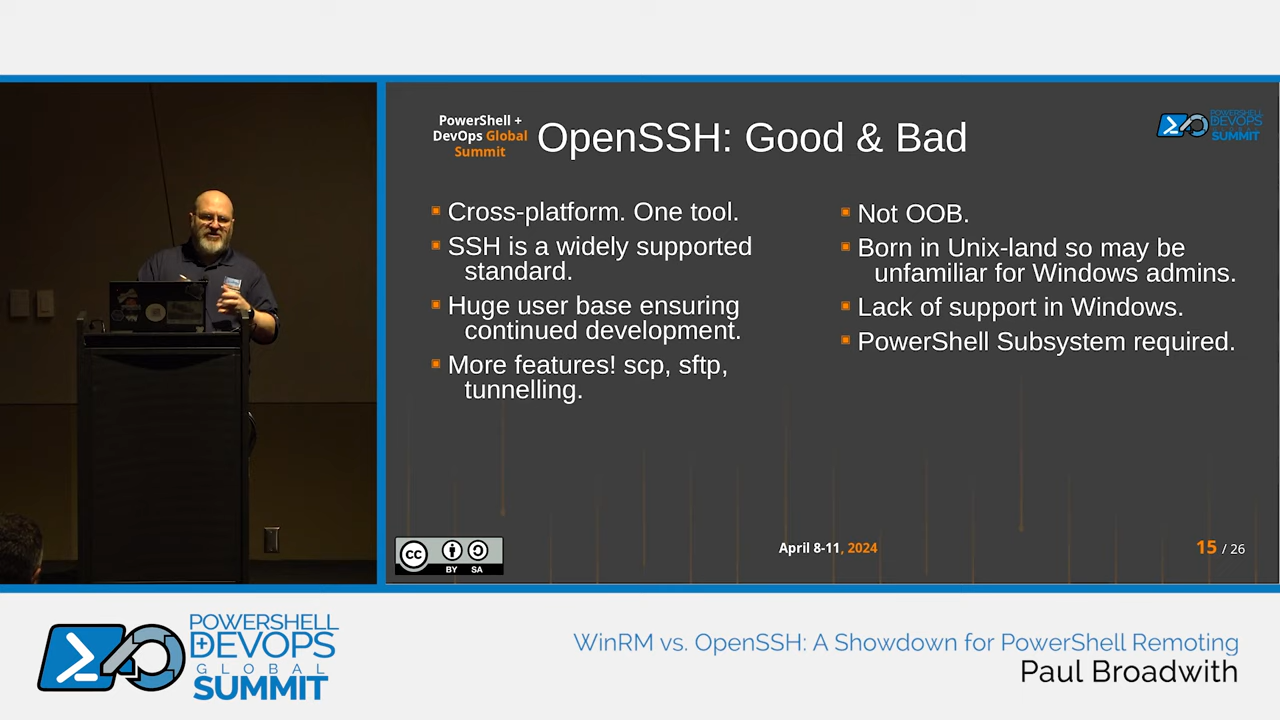 PowerShell +
DevOps Global
Summit
OpenSSH: Good & Bad
POWERSHELL
DEVOPS
SUMMIT
Cross-platform. One tool.
SSH is a widely supported
standard.
Huge user base ensuring
continued development.
More features! scp, sftp,
tunnelling.
Not OOB.
Born in Unix-land so may be
unfamiliar for Windows admins.
Lack of support in Windows.
PowerShell Subsystem required.
cc
BY SA
April 8-11, 2024
15 / 26
POWERSHELL
+DEVOPS
GLOBAL
SUMMIT
WinRM vs. OpenSSH: A Showdown for PowerShell Remoting
Paul Broadwith